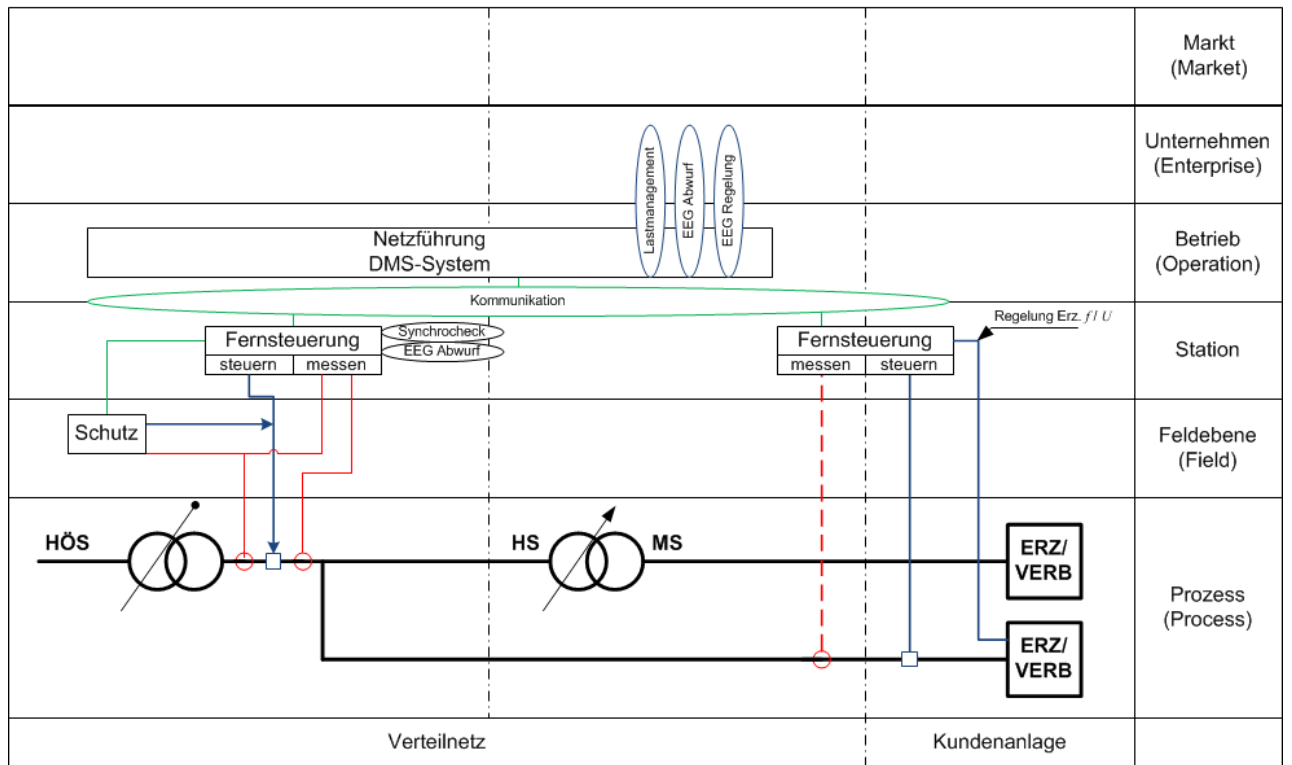 Markt
(Market)
Unternehmen
(Enterprise)
Lastmanagement
EEG Abwurf
EEG Regelung
Netzführung
DMS-System
Betrieb
(Operation)
Kommunikation
Regelung Erz. f / U
Fernsteuerung
steuern
messen
Synchrocheck
EEG Abwurf
Fernsteuerung
messen
steuern
Station
Schutz
Feldebene
(Field)
HÖS
HS
MS
ERZ/
VERB
ERZ/
VERB
Prozess
(Process)
Verteilnetz
Kundenanlage